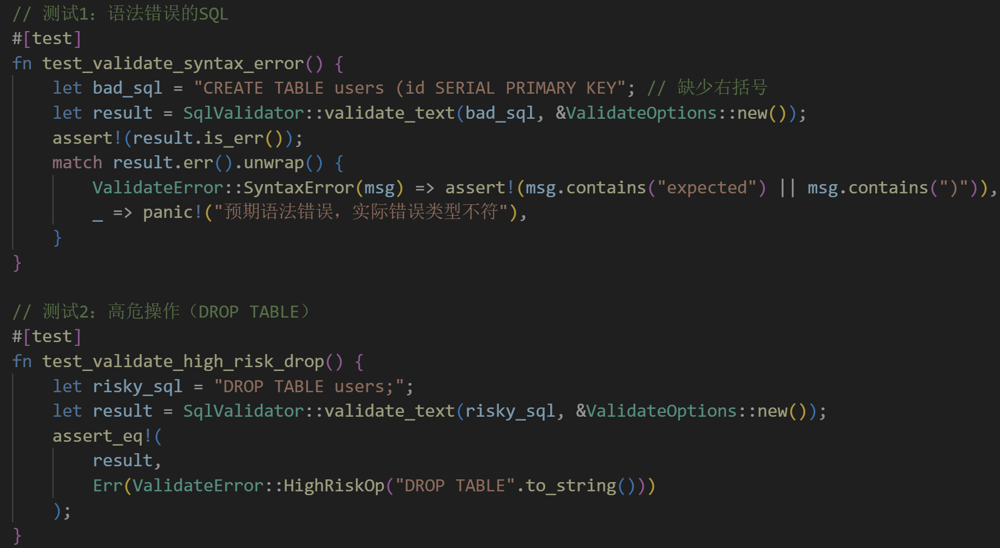 // 测试1：语法错误的SQL
#[test]
fn test_validate_syntax_error() {
    let bad_sql = "CREATE TABLE users (id SERIAL PRIMARY KEY"; // 缺少右括号
    let result = SqlValidator::validate_text(bad_sql, &ValidateOptions::new());
    assert!(result.is_err());
    match result.err().unwrap() {
        ValidateError::SyntaxError(msg) => assert!(msg.contains("expected") || msg.contains(")")),
        _ => panic!("预期语法错误，实际错误类型不符"),
    }
}

// 测试2：高危操作（DROP TABLE）
#[test]
fn test_validate_high_risk_drop() {
    let risky_sql = "DROP TABLE users;";
    let result = SqlValidator::validate_text(risky_sql, &ValidateOptions::new());
    assert_eq!(
        result,
        Err(ValidateError::HighRiskOp("DROP TABLE".to_string()))
    );
}